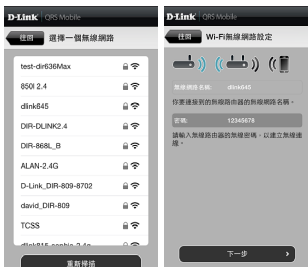 D-Link QRS Mobile
往回 選擇一個無線網路
test-dir636Max
850l 2.4
dlink645
DIR-DLINK2.4
DIR-868L_B
ALAN-2.4G
D-Link_DIR-809-8702
david_DIR-809
TCSS
重新掃描
D-Link QRS Mobile
往回 Wi-Fi無線網路設定
無線網路名稱: dlink645
你要連接到的無線路由器的無線網路名稱。
密碼: 12345678
請輸入無線路由器的無線密碼，以建立無線連
線。
下一步